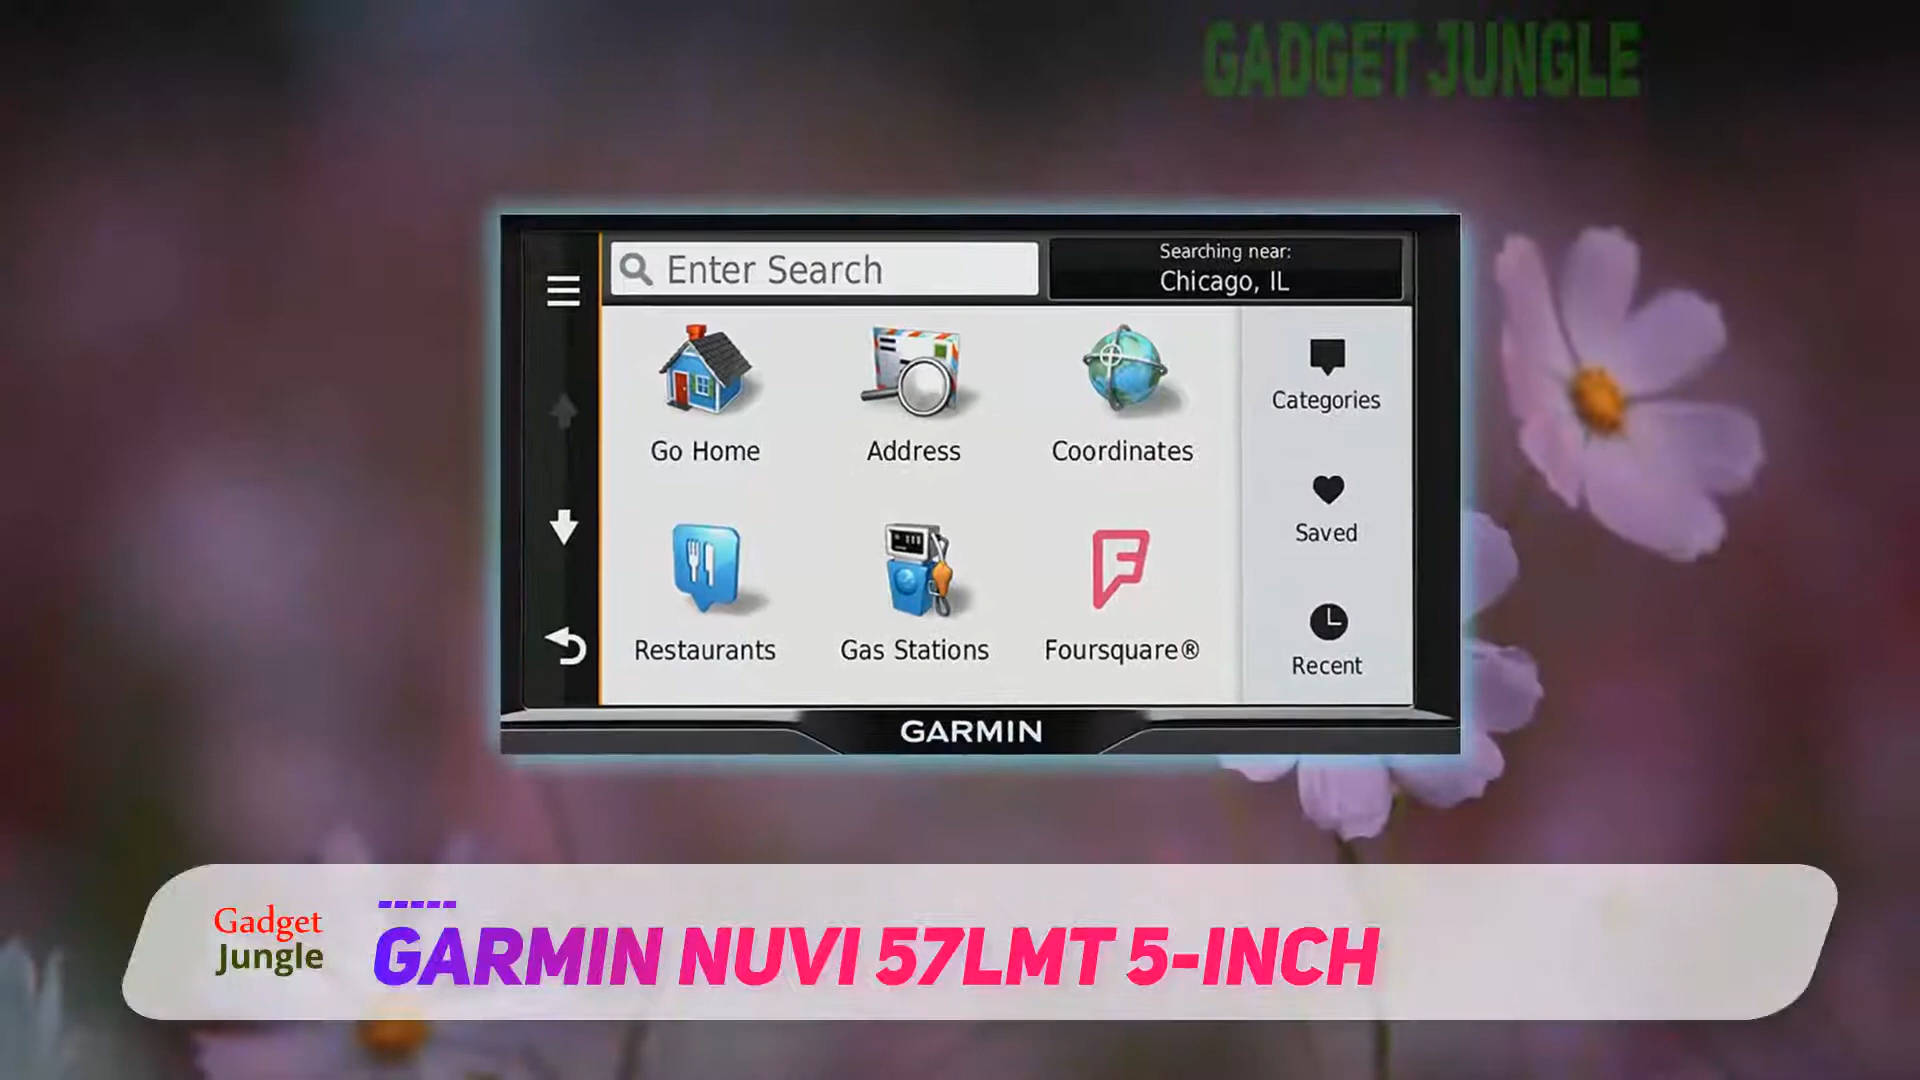 GADGET JUNGLE
Enter Search
Searching near:
Chicago, IL
Go Home
Address
Coordinates
Categories
Saved
Restaurants
Gas Stations
Foursquare®
Recent
GARMIN
Gadget
Jungle
GARMIN NUVI 57LMT 5-INCH